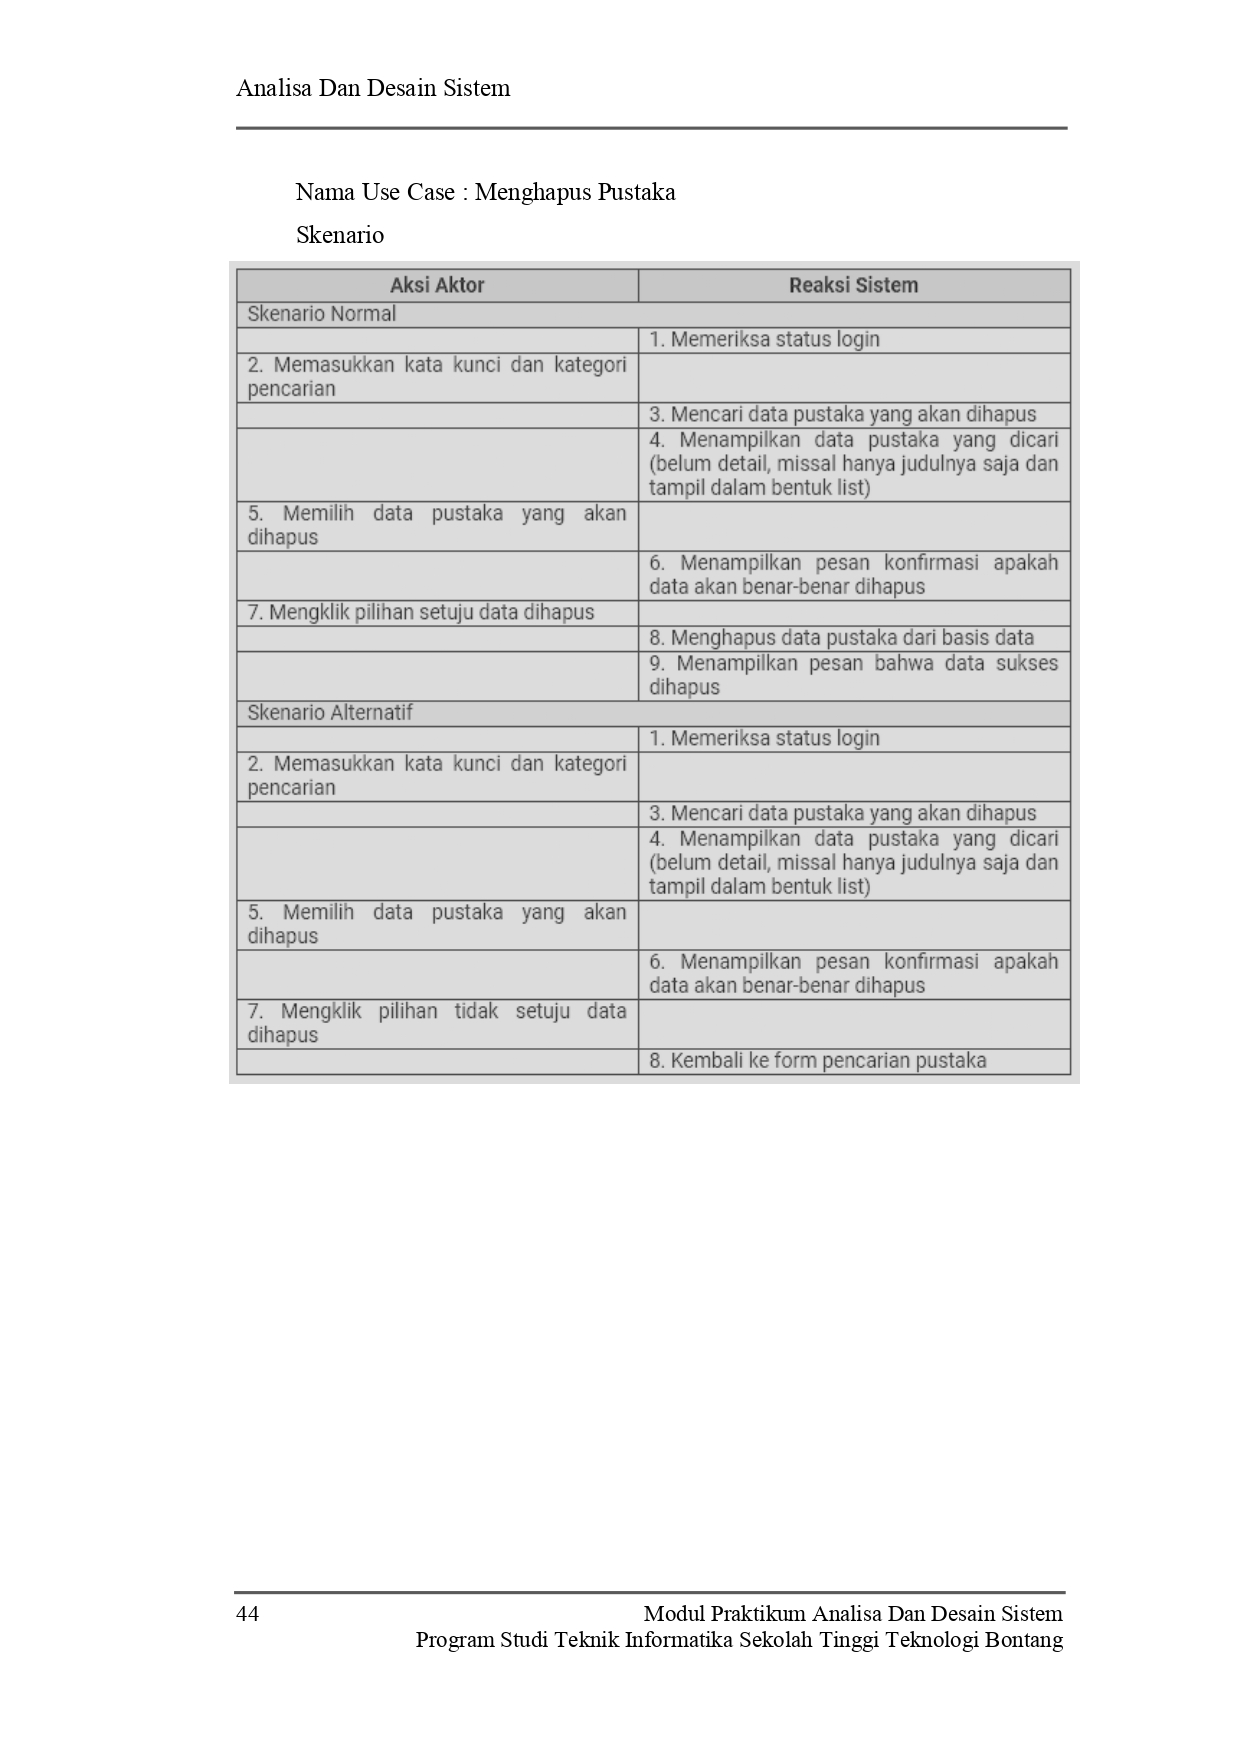 Analisa Dan Desain Sistem
Nama Use Case : Menghapus Pustaka
Skenario
Aksi Aktor
Reaksi Sistem
Skenario Normal
1. Memeriksa status login
2. Memasukkan kata kunci dan kategori
pencarian
3. Mencari data pustaka yang akan dihapus
4. Menampilkan data pustaka yang dicari
(belum detail, missal hanya judulnya saja dan
tampil dalam bentuk list)
5. Memilih data pustaka yang akan
dihapus
6. Menampilkan pesan konfirmasi apakah
data akan benar-benar dihapus
7. Mengklik pilihan setuju data dihapus
8. Menghapus data pustaka dari basis data
9. Menampilkan pesan bahwa data sukses
dihapus
Skenario Alternatif
1. Memeriksa status login
2. Memasukkan kata kunci dan kategori
pencarian
3. Mencari data pustaka yang akan dihapus
4. Menampilkan data pustaka yang dicari
(belum detail, missal hanya judulnya saja dan
tampil dalam bentuk list)
5. Memilih data pustaka yang akan
dihapus
6. Menampilkan pesan konfirmasi apakah
data akan benar-benar dihapus
7. Mengklik pilihan tidak setuju data
dihapus
8. Kembali ke form pencarian pustaka
44
Modul Praktikum Analisa Dan Desain Sistem
Program Studi Teknik Informatika Sekolah Tinggi Teknologi Bontang